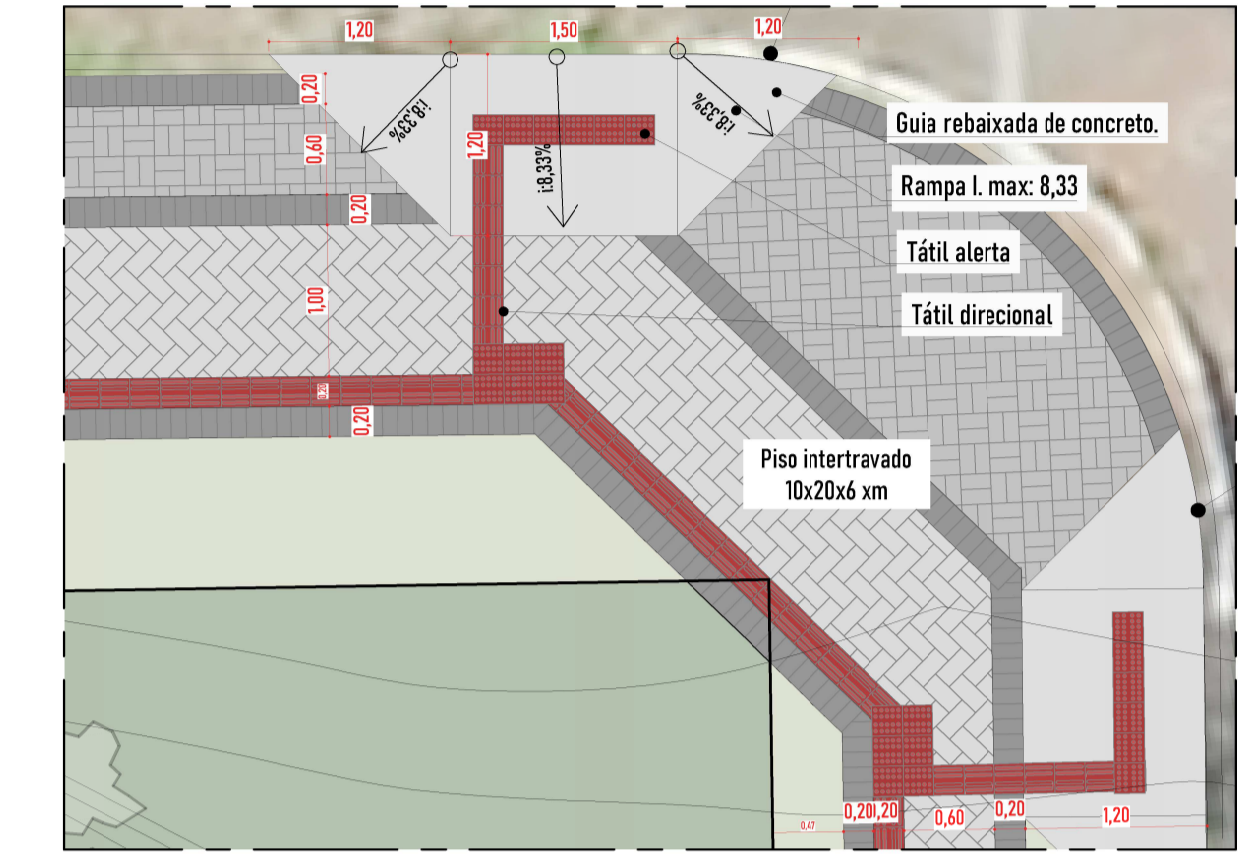 1,20
1,50
1,20
0,20
i:8,33%
i:8,33%
0,60
1,20
i:8,33%
0,20
Guia rebaixada de concreto.
Rampa I. max: 8,33
Tátil alerta
Tátil direcional
1,00
0,20
0,20
Piso intertravado
10x20x6 xm
0,47
0,20
0,20
0,60
0,20
1,20